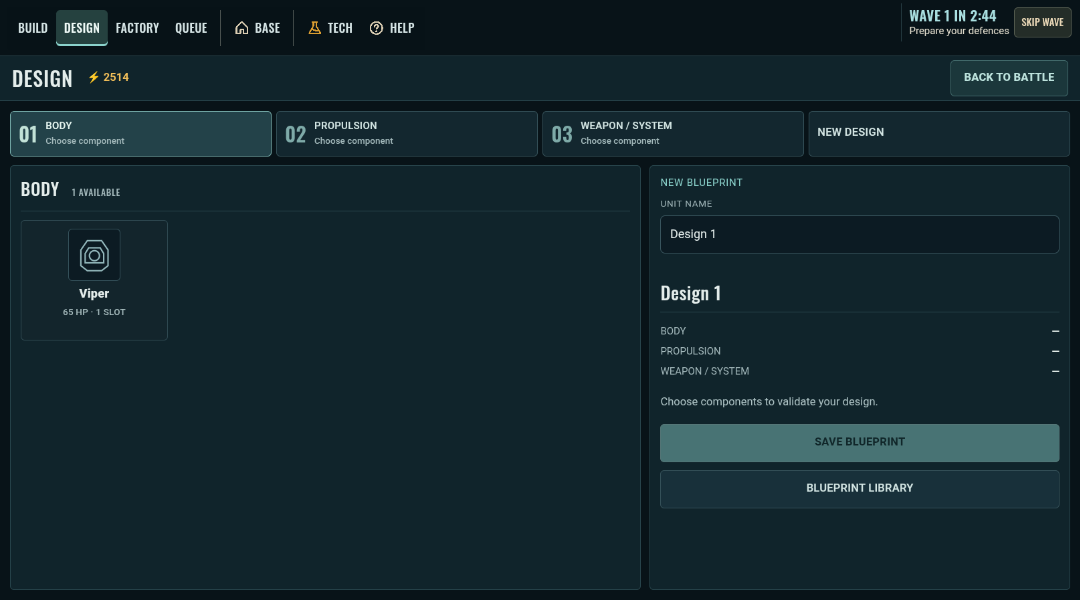 BUILD
DESIGN
FACTORY
QUEUE
BASE
TECH
HELP
WAVE 1 IN 2:44
Prepare your defences
SKIP WAVE
DESIGN
2514
BACK TO BATTLE
01
BODY
Choose component
02
PROPULSION
Choose component
03
WEAPON / SYSTEM
Choose component
NEW DESIGN
BODY
1 AVAILABLE
Viper
65 HP · 1 SLOT
NEW BLUEPRINT
UNIT NAME
Design 1
Design 1
BODY –
PROPULSION –
WEAPON / SYSTEM –
Choose components to validate your design.
SAVE BLUEPRINT
BLUEPRINT LIBRARY